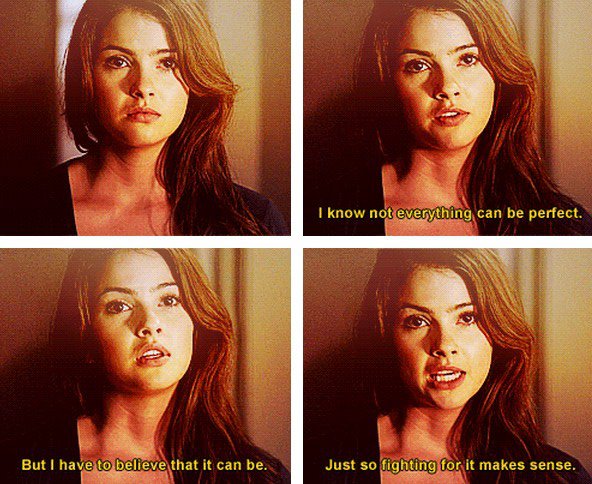 I know not everything can be perfect.
But I have to believe that it can be.
Just so fighting for it makes sense.